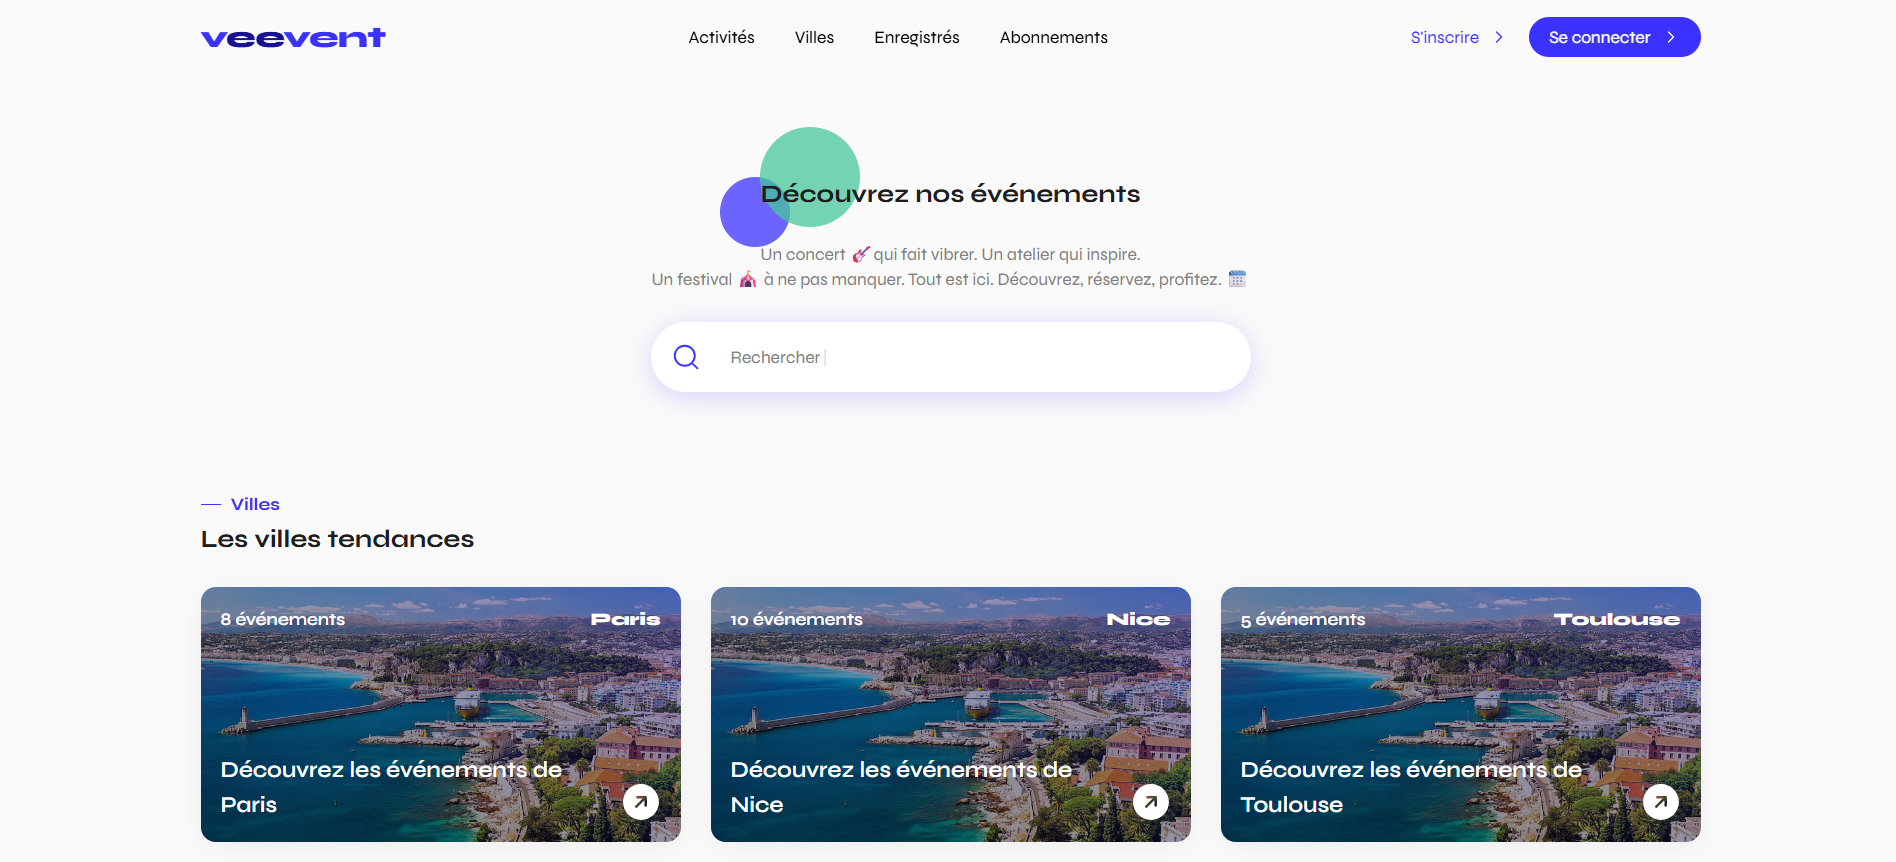 veevent
Activités Villes Enregistrés Abonnements
S'inscrire
Se connecter
Découvrez nos événements
Un concert 🎸 qui fait vibrer. Un atelier qui inspire.
Un festival 🎪 à ne pas manquer. Tout est ici. Découvrez, réservez, profitez. 🗓️
Rechercher
Villes
Les villes tendances
8 événements Paris
Découvrez les événements de
Paris
10 événements Nice
Découvrez les événements de
Nice
5 événements Toulouse
Découvrez les événements de
Toulouse